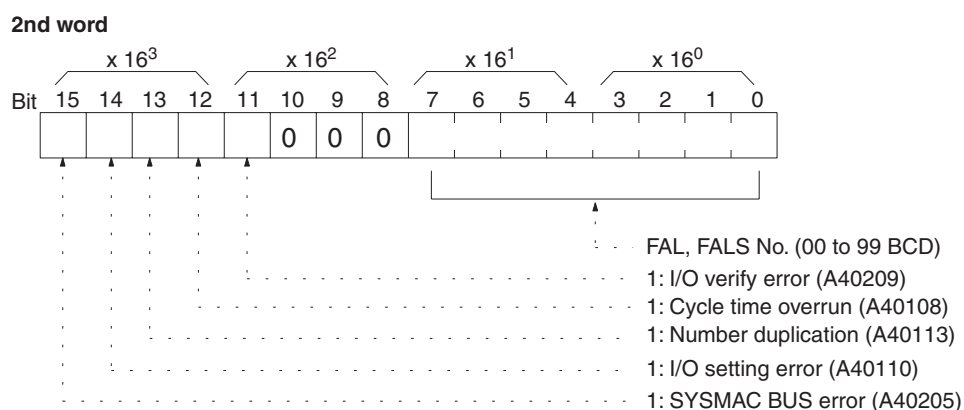 2nd word
x 16³ x 16² x 16¹ x 16⁰
Bit 15 14 13 12 11 10 9 8 7 6 5 4 3 2 1 0
0 0 0
FAL, FALS No. (00 to 99 BCD)
1: I/O verify error (A40209)
1: Cycle time overrun (A40108)
1: Number duplication (A40113)
1: I/O setting error (A40110)
1: SYSMAC BUS error (A40205)